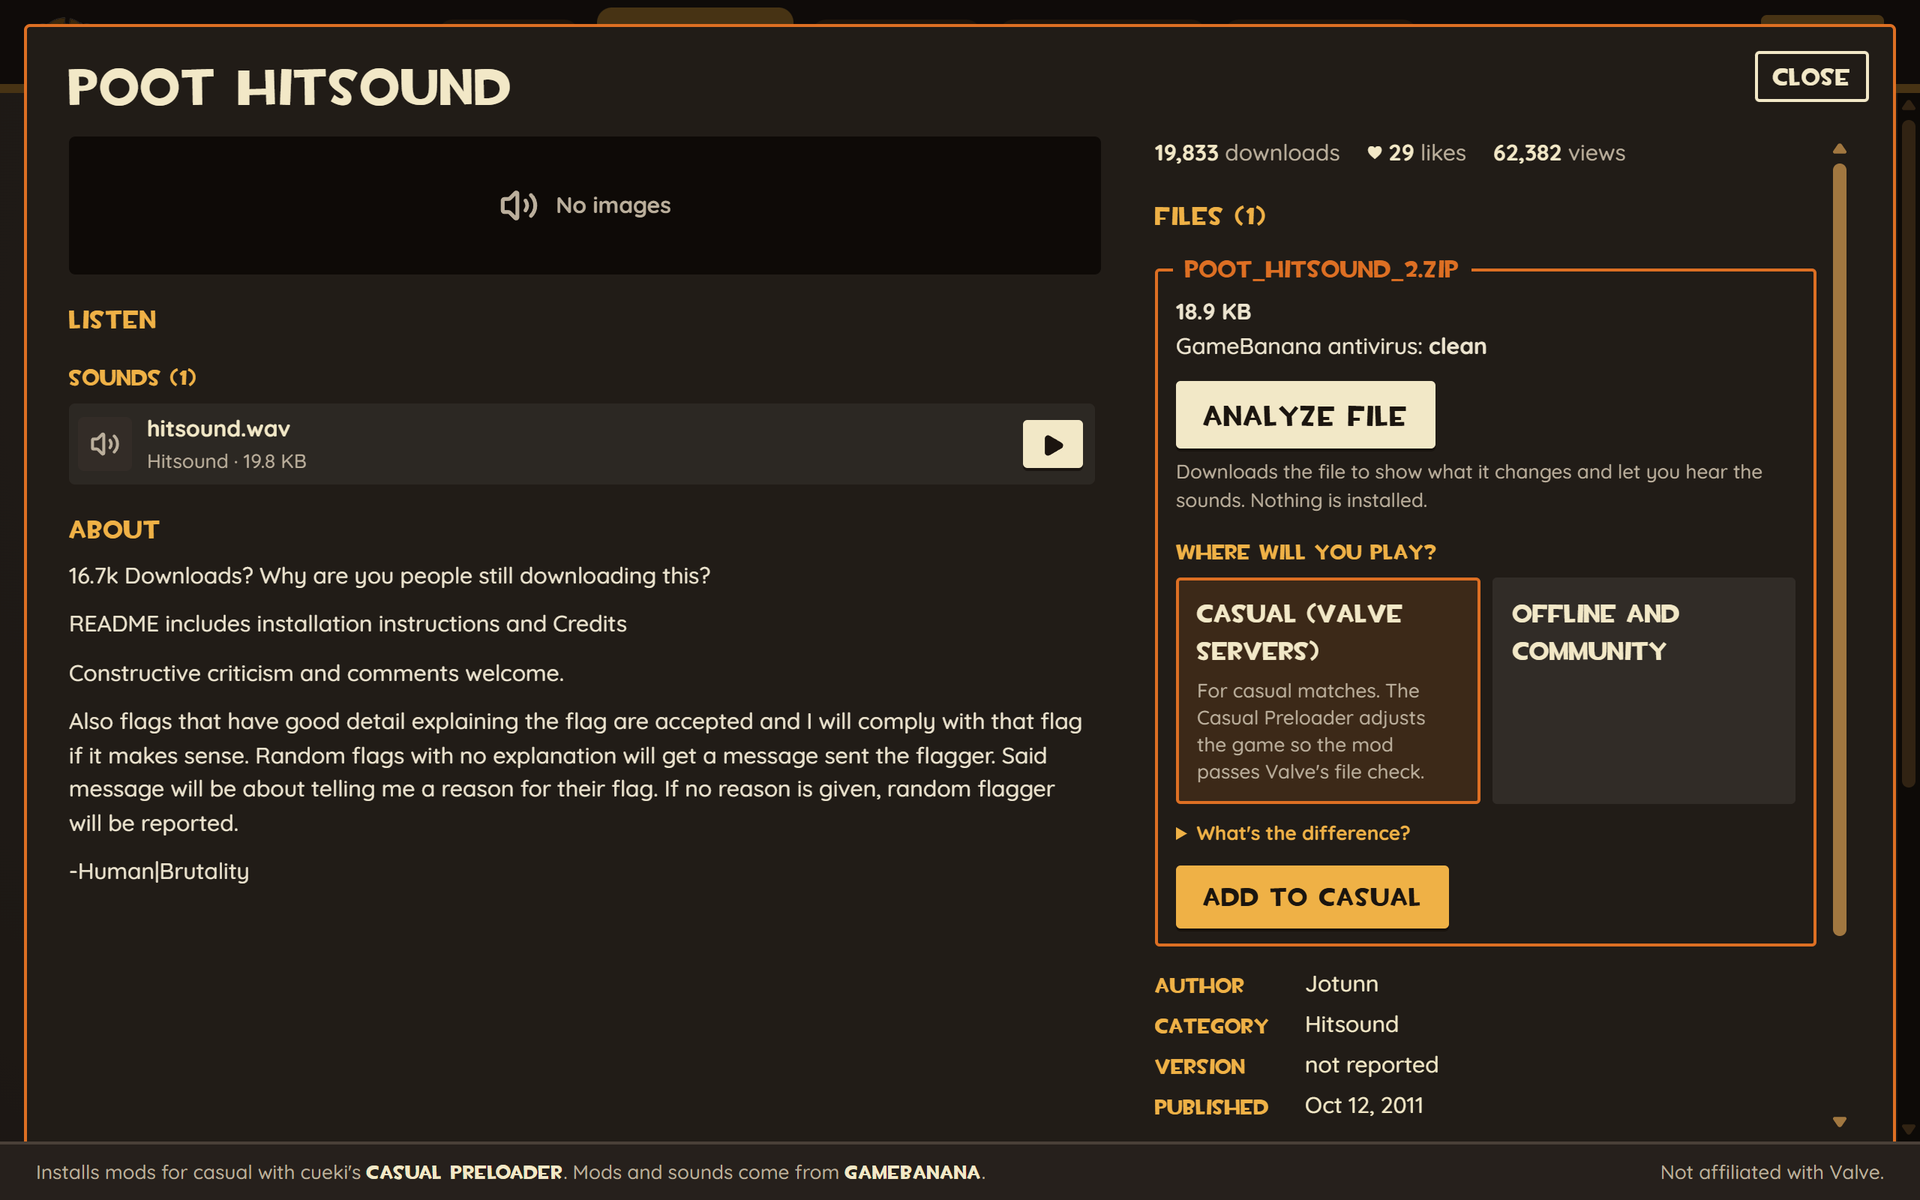 POOT HITSOUND
CLOSE
No images
LISTEN
SOUNDS (1)
hitsound.wav
Hitsound · 19.8 KB
ABOUT
16.7k Downloads? Why are you people still downloading this?
README includes installation instructions and Credits
Constructive criticism and comments welcome.
Also flags that have good detail explaining the flag are accepted and I will comply with that flag
if it makes sense. Random flags with no explanation will get a message sent the flagger. Said
message will be about telling me a reason for their flag. If no reason is given, random flagger
will be reported.
-Human|Brutality
19,833 downloads ♥ 29 likes 62,382 views
FILES (1)
POOT_HITSOUND_2.ZIP
18.9 KB
GameBanana antivirus: clean
ANALYZE FILE
Downloads the file to show what it changes and let you hear the
sounds. Nothing is installed.
WHERE WILL YOU PLAY?
CASUAL (VALVE
SERVERS)
For casual matches. The
Casual Preloader adjusts
the game so the mod
passes Valve's file check.
OFFLINE AND
COMMUNITY
What's the difference?
ADD TO CASUAL
AUTHOR Jotunn
CATEGORY Hitsound
VERSION not reported
PUBLISHED Oct 12, 2011
Installs mods for casual with cueki's CASUAL PRELOADER. Mods and sounds come from GAMEBANANA.
Not affiliated with Valve.